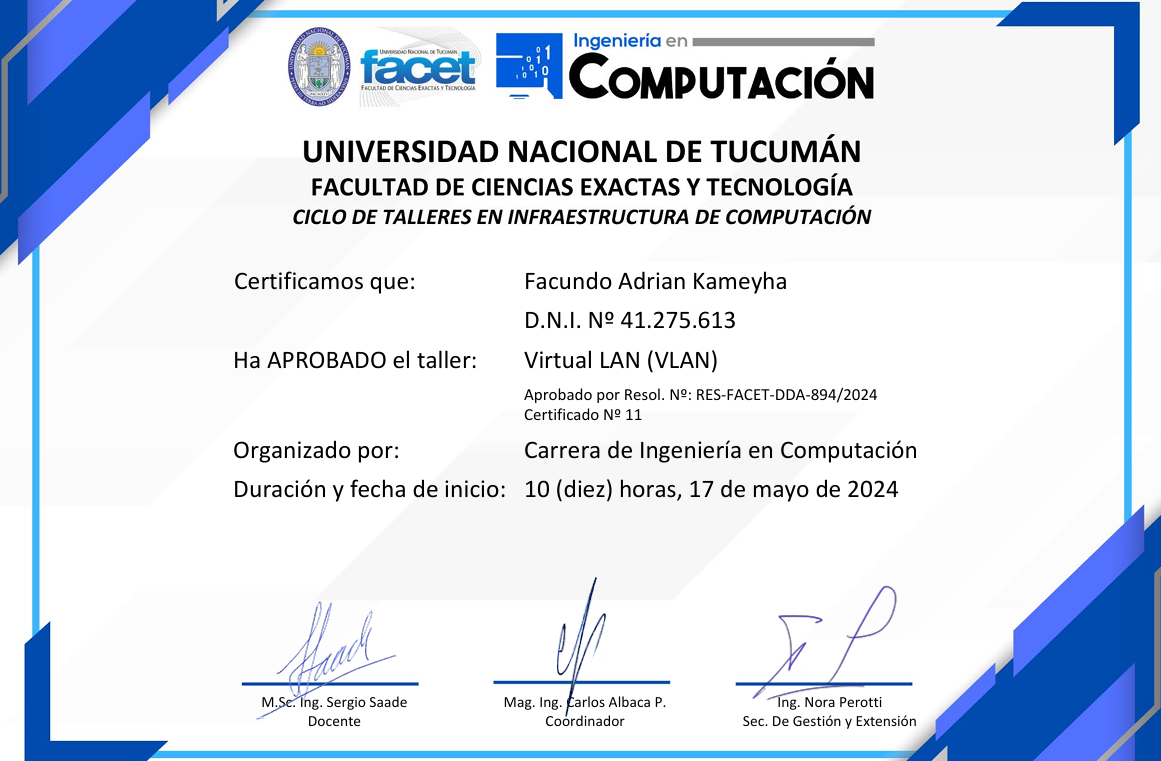 UNIVERSIDAD NACIONAL DE TUCUMÁN
facet
FACULTAD DE CIENCIAS EXACTAS Y TECNOLOGÍA
Ingeniería en
COMPUTACIÓN
UNIVERSIDAD NACIONAL DE TUCUMÁN
FACULTAD DE CIENCIAS EXACTAS Y TECNOLOGÍA
CICLO DE TALLERES EN INFRAESTRUCTURA DE COMPUTACIÓN
Certificamos que: Facundo Adrian Kameyha
D.N.I. Nº 41.275.613
Ha APROBADO el taller: Virtual LAN (VLAN)
Aprobado por Resol. Nº: RES-FACET-DDA-894/2024
Certificado Nº 11
Organizado por: Carrera de Ingeniería en Computación
Duración y fecha de inicio: 10 (diez) horas, 17 de mayo de 2024
M.Sc. Ing. Sergio Saade
Docente
Mag. Ing. Carlos Albaca P.
Coordinador
Ing. Nora Perotti
Sec. De Gestión y Extensión